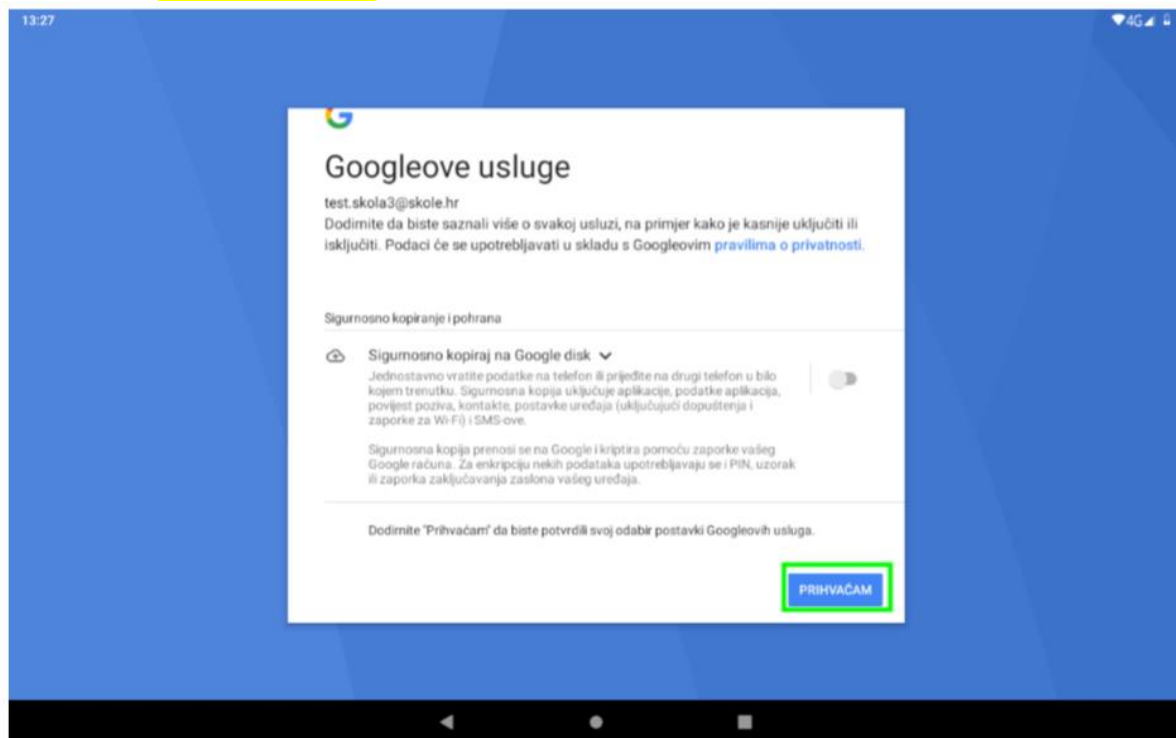 13:27
4G
Googleove usluge
test.skola3@skole.hr
Dodirnite da biste saznali više o svakoj usluzi, na primjer kako je kasnije uključiti ili
isključiti. Podaci će se upotrebljavati u skladu s Googleovim pravilima o privatnosti.
Sigurnosno kopiranje i pohrana
Sigurnosno kopiraj na Google disk
Jednostavno vratite podatke na telefon ili prijeđite na drugi telefon u bilo
kojem trenutku. Sigurnosna kopija uključuje aplikacije, podatke aplikacija,
povijest poziva, kontakte, postavke uređaja (uključujući dopuštenja i
zaporke za Wi-Fi) i SMS-ove.
Sigurnosna kopija prenosi se na Google i kriptira pomoću zaporke vašeg
Google računa. Za enkripciju nekih podataka upotrebljavaju se i PIN, uzorak
ili zaporka zaključavanja zaslona vašeg uređaja.
Dodirnite "Prihvaćam" da biste potvrdili svoj odabir postavki Googleovih usluga.
PRIHVAĆAM